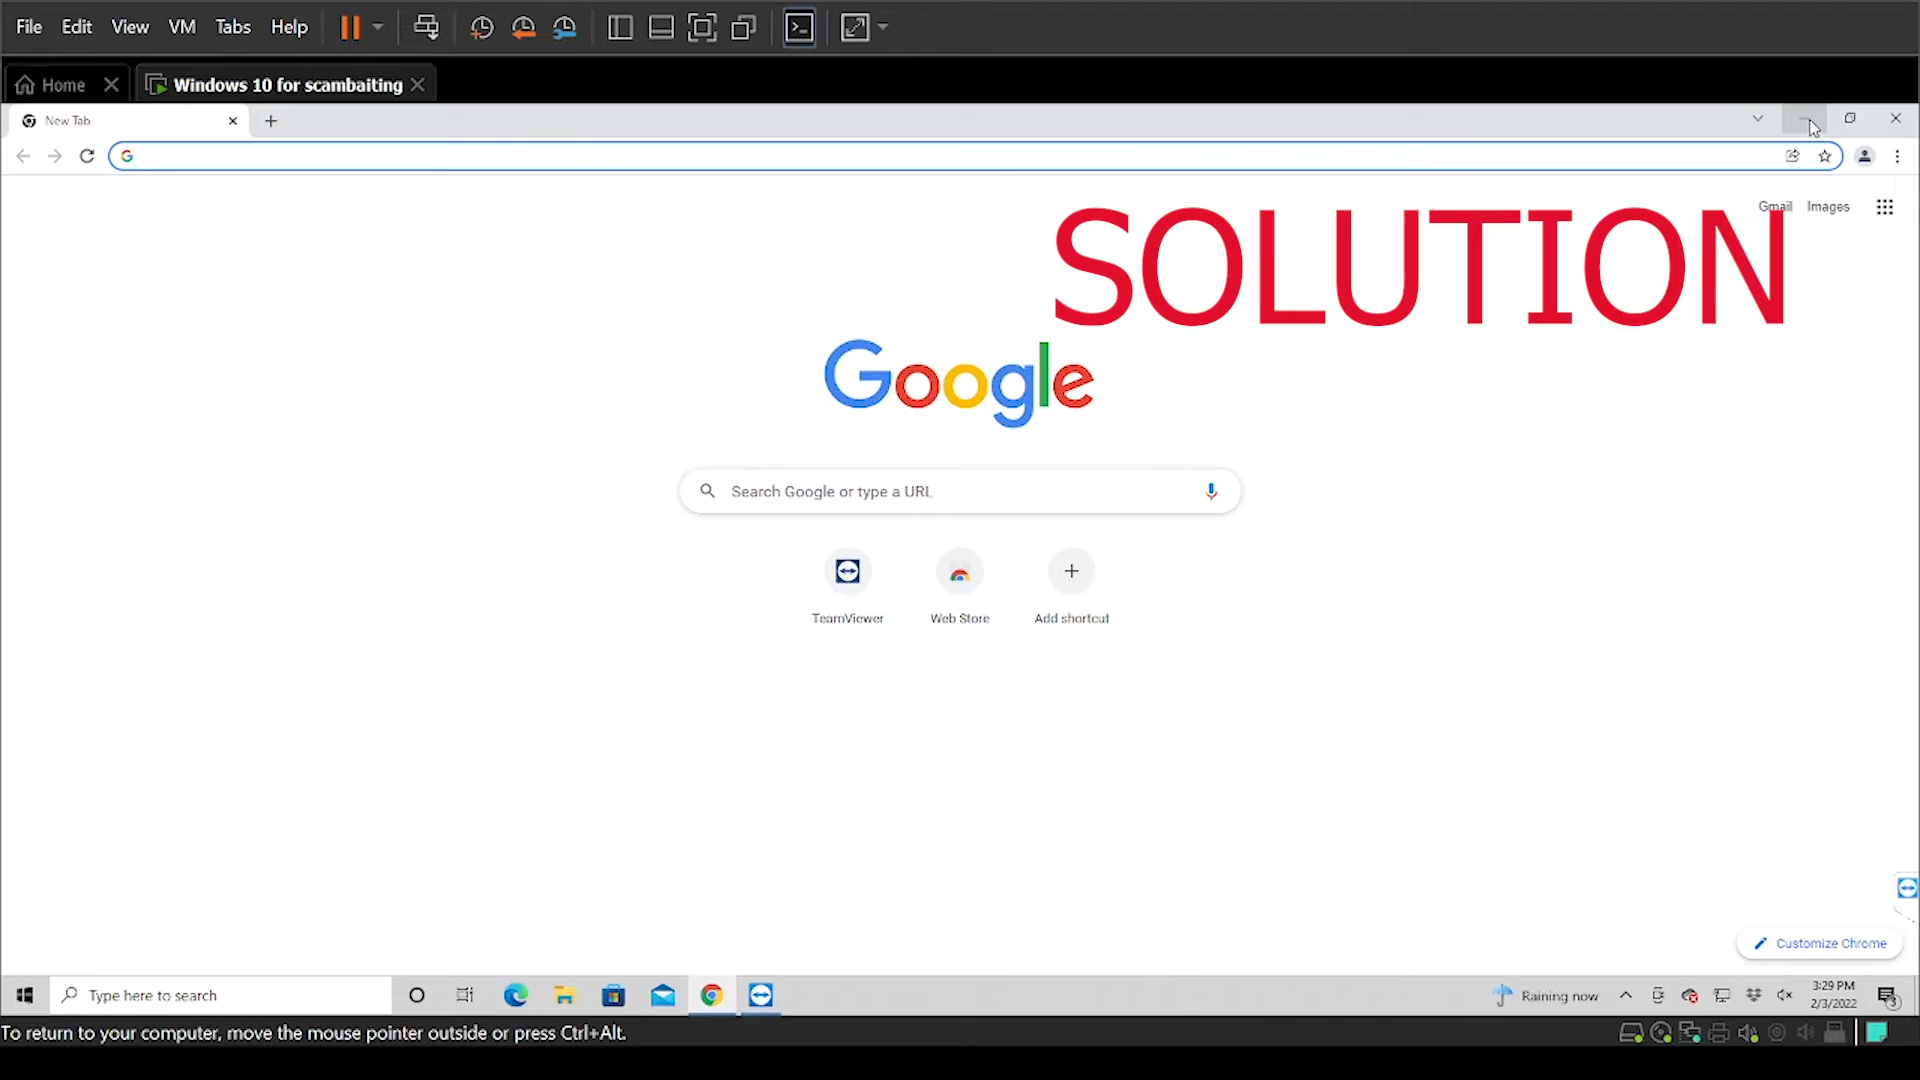 File Edit View VM Tabs Help
Home Windows 10 for scambaiting
New Tab
Gmail Images
SOLUTION
Google
Search Google or type a URL
TeamViewer Web Store Add shortcut
Customize Chrome
Type here to search
Raining now
3:29 PM
2/3/2022
3
To return to your computer, move the mouse pointer outside or press Ctrl+Alt.